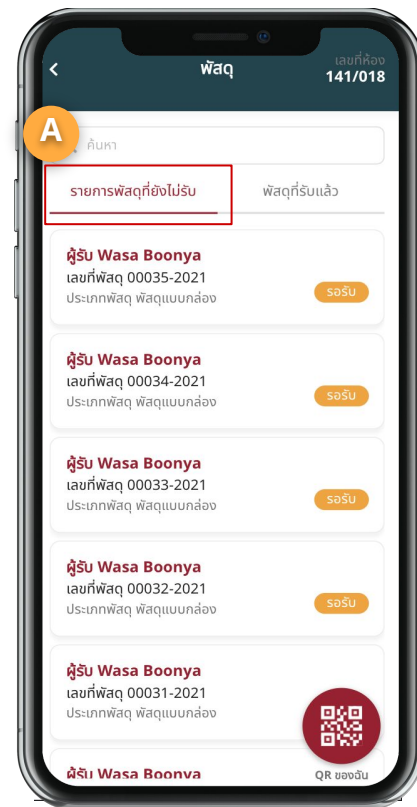 พัสดุ
เลขที่ห้อง
141/018
A
ค้นหา
รายการพัสดุที่ยังไม่รับ
พัสดุที่รับแล้ว
ผู้รับ Wasa Boonya
เลขที่พัสดุ 00035-2021
ประเภทพัสดุ พัสดุแบบกล่อง
รอรับ
ผู้รับ Wasa Boonya
เลขที่พัสดุ 00034-2021
ประเภทพัสดุ พัสดุแบบกล่อง
รอรับ
ผู้รับ Wasa Boonya
เลขที่พัสดุ 00033-2021
ประเภทพัสดุ พัสดุแบบกล่อง
รอรับ
ผู้รับ Wasa Boonya
เลขที่พัสดุ 00032-2021
ประเภทพัสดุ พัสดุแบบกล่อง
รอรับ
ผู้รับ Wasa Boonya
เลขที่พัสดุ 00031-2021
ประเภทพัสดุ พัสดุแบบกล่อง
ผู้รับ Wasa Boonya
QR ของฉัน